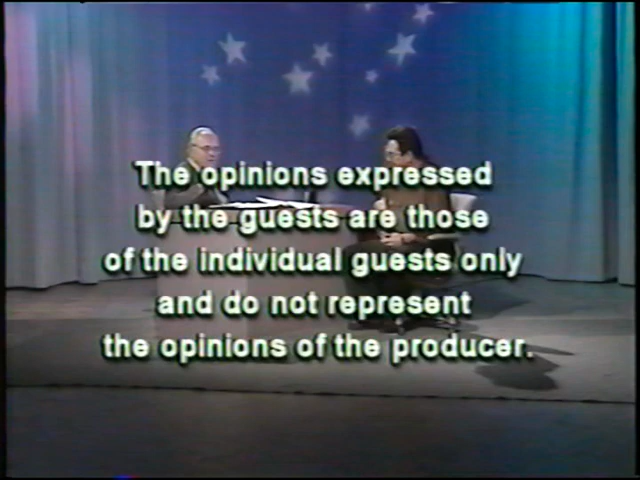 The opinions expressed
by the guests are those
of the individual guests only
and do not represent
the opinions of the producer.